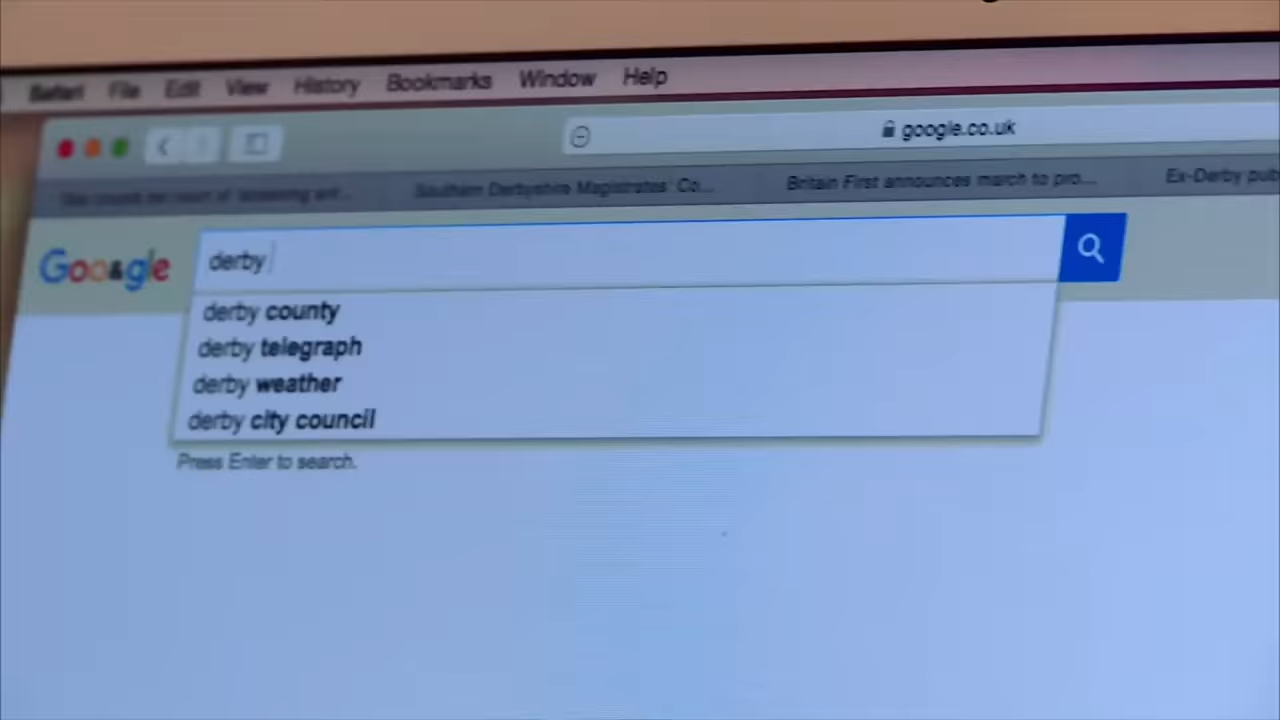 Safari File Edit View History Bookmarks Window Help
google.co.uk
Southern Derbyshire Magistrates' Co... Britain First announces march to pro... Ex-Derby pub
Google derby
derby county
derby telegraph
derby weather
derby city council
Press Enter to search.